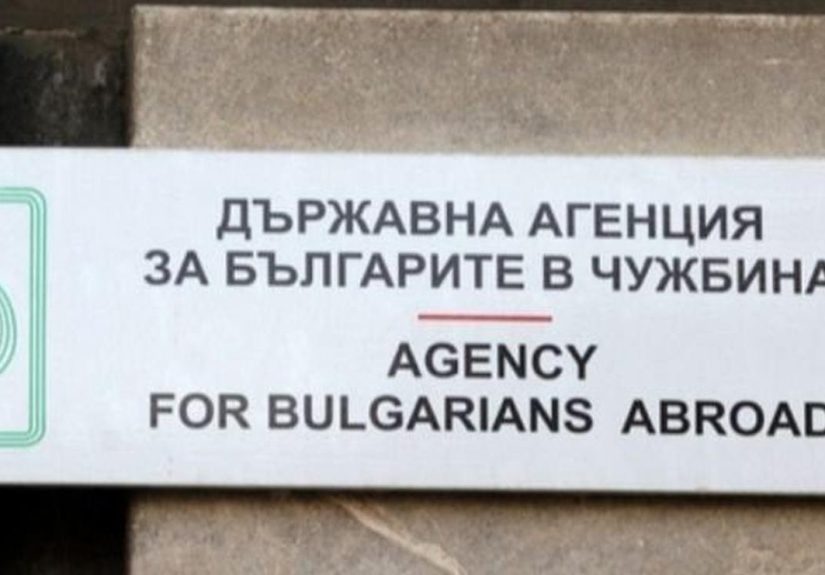 ДЪРЖАВНА АГЕНЦИЯ
ЗА БЪЛГАРИТЕ В ЧУЖБИНА
AGENCY
FOR BULGARIANS ABROAD